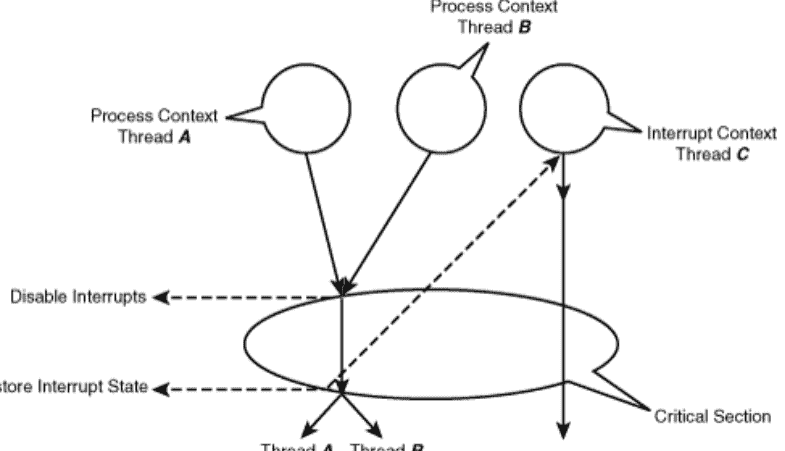 Process Context
Thread B
Process Context
Thread A
Interrupt Context
Thread C
Disable Interrupts
store Interrupt State
Critical Section
Thread A Thread B